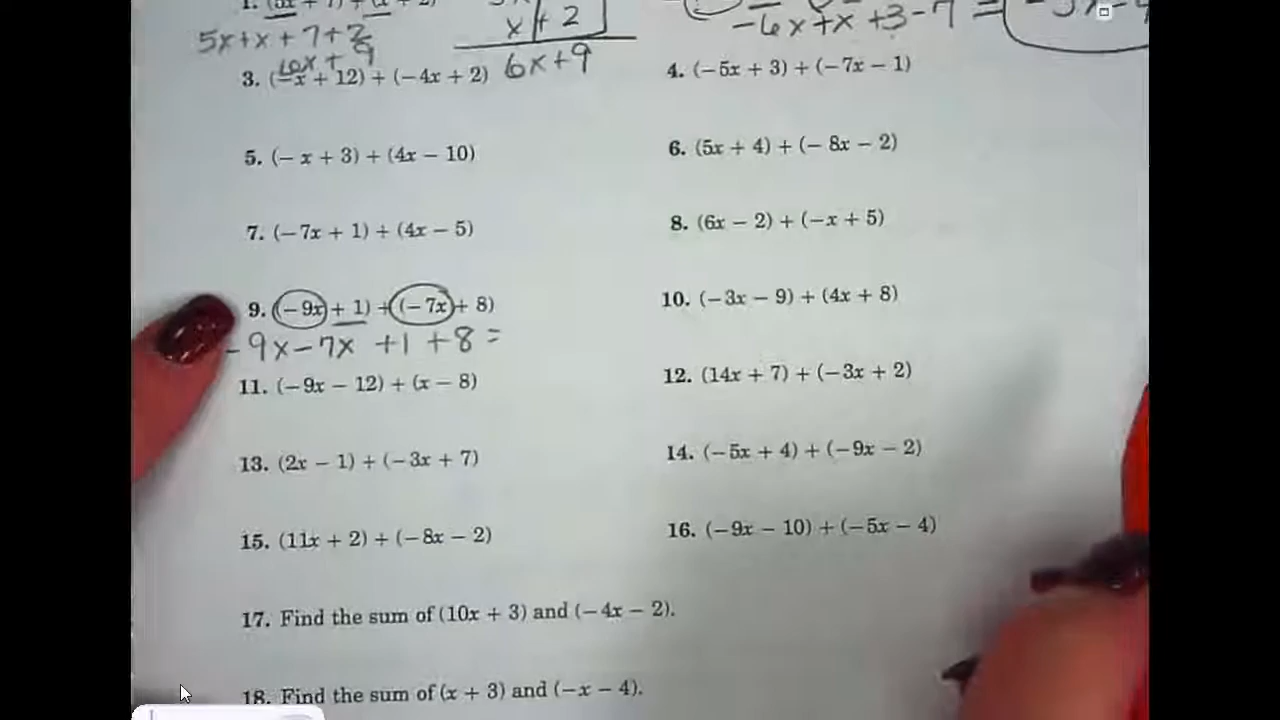 5x+x+7+2
6x+9
x+2
6x+9
-6x+x+3-7 =
3. (−x + 12) + (−4x + 2)
4. (−5x + 3) + (−7x − 1)
5. (− x + 3) + (4x − 10)
6. (5x + 4) + (− 8x − 2)
7. (−7x + 1) + (4x − 5)
8. (6x − 2) + (−x + 5)
9. (−9x + 1) + (−7x + 8)
-9x-7x +1 +8 =
10. (−3x − 9) + (4x + 8)
11. (−9x − 12) + (x − 8)
12. (14x + 7) + (−3x + 2)
13. (2x − 1) + (−3x + 7)
14. (−5x + 4) + (−9x − 2)
15. (11x + 2) + (−8x − 2)
16. (−9x − 10) + (−5x − 4)
17. Find the sum of (10x + 3) and (−4x − 2).
18. Find the sum of (x + 3) and (−x − 4).